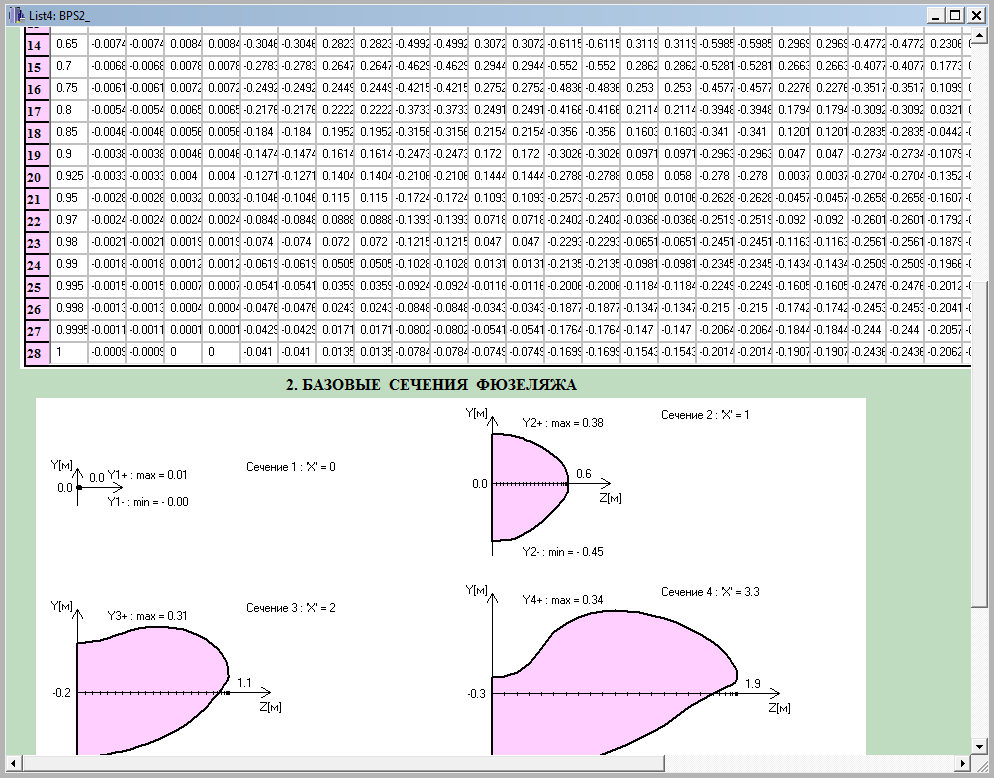 List4: BPS2_
14 0.65 -0.0074 -0.0074 0.0084 0.0084 -0.3046 -0.3046 0.2823 0.2823 -0.4992 -0.4992 0.3072 0.3072 -0.6115 -0.6115 0.3119 0.3119 -0.5985 -0.5985 0.2969 0.2969 -0.4772 -0.4772 0.2306
15 0.7 -0.0068 -0.0068 0.0078 0.0078 -0.2783 -0.2783 0.2647 0.2647 -0.4629 -0.4629 0.2944 0.2944 -0.552 -0.552 0.2862 0.2862 -0.5281 -0.5281 0.2663 0.2663 -0.4077 -0.4077 0.1773
16 0.75 -0.0061 -0.0061 0.0072 0.0072 -0.2492 -0.2492 0.2449 0.2449 -0.4215 -0.4215 0.2752 0.2752 -0.4836 -0.4836 0.253 0.253 -0.4577 -0.4577 0.2276 0.2276 -0.3517 -0.3517 0.1099
17 0.8 -0.0054 -0.0054 0.0065 0.0065 -0.2176 -0.2176 0.2222 0.2222 -0.3733 -0.3733 0.2491 0.2491 -0.4166 -0.4166 0.2114 0.2114 -0.3948 -0.3948 0.1794 0.1794 -0.3092 -0.3092 0.0321
18 0.85 -0.0046 -0.0046 0.0056 0.0056 -0.184 -0.184 0.1952 0.1952 -0.3156 -0.3156 0.2154 0.2154 -0.356 -0.356 0.1603 0.1603 -0.341 -0.341 0.1201 0.1201 -0.2835 -0.2835 -0.0442
19 0.9 -0.0038 -0.0038 0.0046 0.0046 -0.1474 -0.1474 0.1614 0.1614 -0.2473 -0.2473 0.172 0.172 -0.3026 -0.3026 0.0971 0.0971 -0.2963 -0.2963 0.047 0.047 -0.2734 -0.2734 -0.1079
20 0.925 -0.0033 -0.0033 0.004 0.004 -0.1271 -0.1271 0.1404 0.1404 -0.2106 -0.2106 0.1444 0.1444 -0.2788 -0.2788 0.058 0.058 -0.278 -0.278 0.0037 0.0037 -0.2704 -0.2704 -0.1352
21 0.95 -0.0028 -0.0028 0.0032 0.0032 -0.1046 -0.1046 0.115 0.115 -0.1724 -0.1724 0.1093 0.1093 -0.2573 -0.2573 0.0106 0.0106 -0.2628 -0.2628 -0.0457 -0.0457 -0.2658 -0.2658 -0.1607
22 0.97 -0.0024 -0.0024 0.0024 0.0024 -0.0848 -0.0848 0.0888 0.0888 -0.1393 -0.1393 0.0718 0.0718 -0.2402 -0.2402 -0.0366 -0.0366 -0.2519 -0.2519 -0.092 -0.092 -0.2601 -0.2601 -0.1792
23 0.98 -0.0021 -0.0021 0.0019 0.0019 -0.074 -0.074 0.072 0.072 -0.1215 -0.1215 0.047 0.047 -0.2293 -0.2293 -0.0651 -0.0651 -0.2451 -0.2451 -0.1163 -0.1163 -0.2561 -0.2561 -0.1879
24 0.99 -0.0018 -0.0018 0.0012 0.0012 -0.0619 -0.0619 0.0505 0.0505 -0.1028 -0.1028 0.0131 0.0131 -0.2135 -0.2135 -0.0981 -0.0981 -0.2345 -0.2345 -0.1434 -0.1434 -0.2509 -0.2509 -0.1966
25 0.995 -0.0015 -0.0015 0.0007 0.0007 -0.0541 -0.0541 0.0359 0.0359 -0.0924 -0.0924 -0.0116 -0.0116 -0.2006 -0.2006 -0.1184 -0.1184 -0.2249 -0.2249 -0.1605 -0.1605 -0.2476 -0.2476 -0.2012
26 0.998 -0.0013 -0.0013 0.0004 0.0004 -0.0476 -0.0476 0.0243 0.0243 -0.0848 -0.0848 -0.0343 -0.0343 -0.1877 -0.1877 -0.1347 -0.1347 -0.215 -0.215 -0.1742 -0.1742 -0.2453 -0.2453 -0.2041
27 0.9995 -0.0011 -0.0011 0.0001 0.0001 -0.0429 -0.0429 0.0171 0.0171 -0.0802 -0.0802 -0.0541 -0.0541 -0.1764 -0.1764 -0.147 -0.147 -0.2064 -0.2064 -0.1844 -0.1844 -0.244 -0.244 -0.2057
28 1 -0.0009 -0.0009 0 0 -0.041 -0.041 0.0135 0.0135 -0.0784 -0.0784 -0.0749 -0.0749 -0.1699 -0.1699 -0.1543 -0.1543 -0.2014 -0.2014 -0.1907 -0.1907 -0.2436 -0.2436 -0.2062
2. БАЗОВЫЕ СЕЧЕНИЯ ФЮЗЕЛЯЖА
Y[м]
0.0
0.0
Y1+ : max = 0.01
Y1- : min = - 0.00
Сечение 1 : 'X' = 0
Y[м]
Y2+ : max = 0.38
Сечение 2 : 'X' = 1
0.0
0.6
Z[м]
Y2- : min = - 0.45
Y[м]
Y3+ : max = 0.31
Сечение 3 : 'X' = 2
-0.2
1.1
Z[м]
Y[м]
Y4+ : max = 0.34
Сечение 4 : 'X' = 3.3
-0.3
1.9
Z[м]